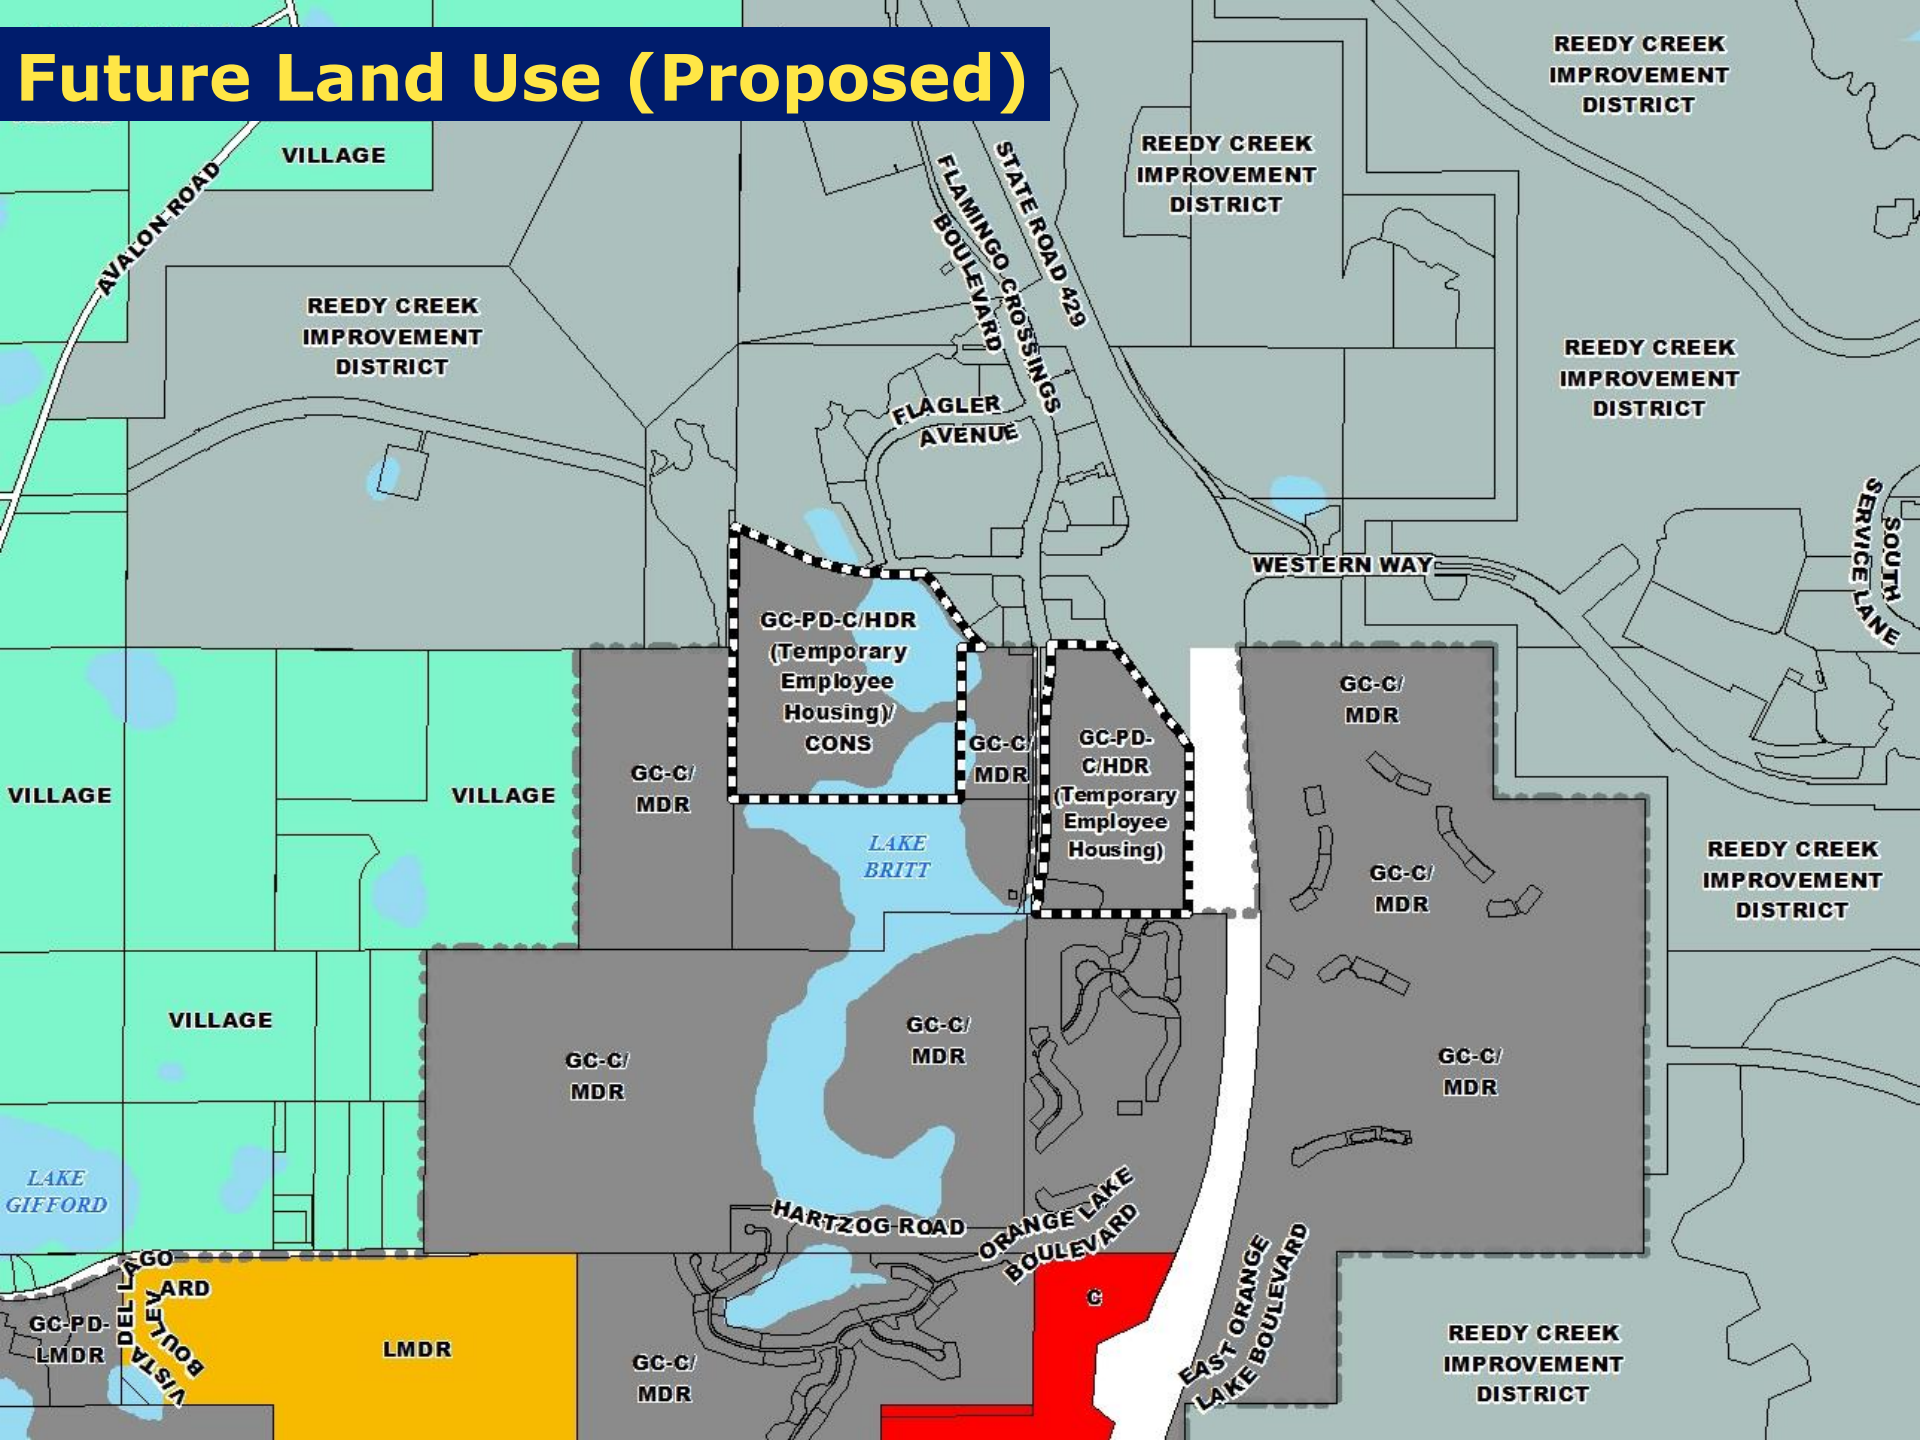 Future Land Use (Proposed)
REEDY CREEK
IMPROVEMENT
DISTRICT
REEDY CREEK
IMPROVEMENT
DISTRICT
VILLAGE
AVALON ROAD
FLAMINGO CROSSINGS
BOULEVARD
STATE ROAD 429
REEDY CREEK
IMPROVEMENT
DISTRICT
REEDY CREEK
IMPROVEMENT
DISTRICT
FLAGLER
AVENUE
WESTERN WAY
SOUTH
SERVICE LANE
GC-PD-C/HDR
(Temporary
Employee
Housing)/
CONS
GC-C/
MDR
GC-PD-
C/HDR
(Temporary
Employee
Housing)
GC-C/
MDR
GC-C/
MDR
VILLAGE
VILLAGE
LAKE
BRITT
GC-C/
MDR
REEDY CREEK
IMPROVEMENT
DISTRICT
VILLAGE
GC-C/
MDR
GC-C/
MDR
GC-C/
MDR
LAKE
GIFFORD
HARTZOG ROAD
ORANGE LAKE
BOULEVARD
EAST ORANGE
LAKE BOULEVARD
VISTA DEL LAGO
BOULEVARD
C
GC-PD-
LMDR
LMDR
GC-C/
MDR
REEDY CREEK
IMPROVEMENT
DISTRICT